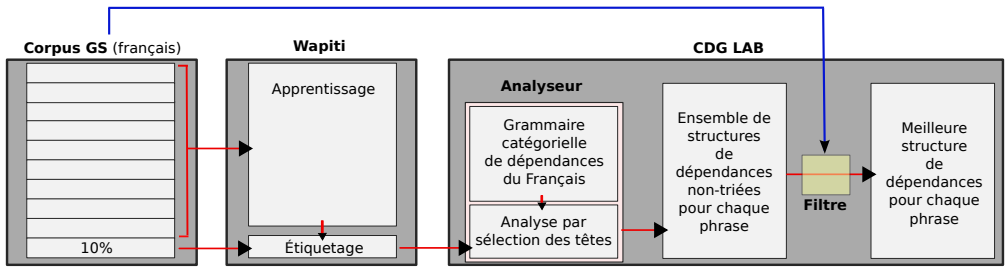 Corpus GS (français)
10%
Wapiti
Apprentissage
Étiquetage
CDG LAB
Analyseur
Grammaire
catégorielle
de dépendances
du Français
Analyse par
sélection des têtes
Ensemble de
structures
de
dépendances
non-triées
pour chaque
phrase
Filtre
Meilleure
structure
de
dépendances
pour chaque
phrase